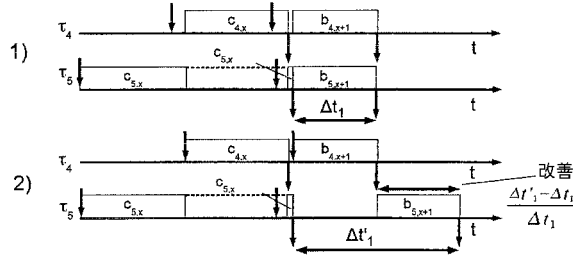 1)
τ4
c4,x
b4,x+1
t
τ5
c5,x
c5,x
b5,x+1
t
Δt1
2)
τ4
c4,x
b4,x+1
t
改善
Δt'1-Δt1
Δt1
τ5
c5,x
c5,x
b5,x+1
t
Δt'1